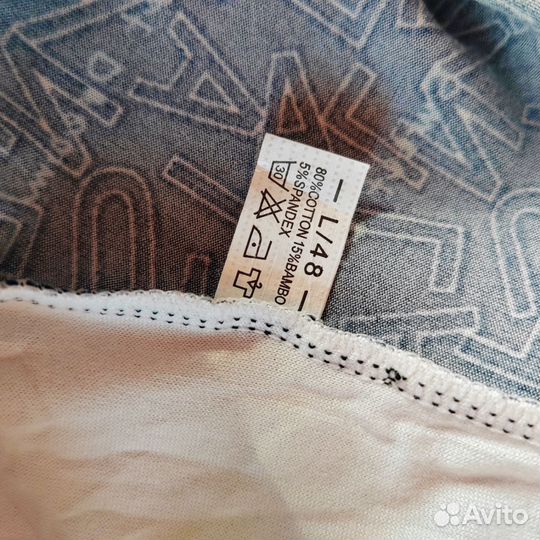 — L/48 —
80%COTTON 15%BAMBO
5%SPANDEX
30
Avito